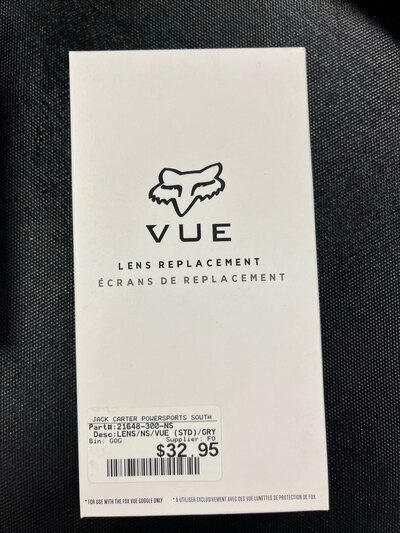 VUE
LENS REPLACEMENT
ÉCRANS DE REPLACEMENT
JACK CARTER POWERSPORTS SOUTH
Part#:21648-300-NS
Desc:LENS/NS/VUE (STD)/GRY
Bin: GOG Supplier: FO
$32.95
* FOR USE WITH THE FOX VUE GOGGLE ONLY * À UTILISER EXCLUSIVEMENT AVEC DES VUE LUNETTES DE PROTECTION DE FOX.